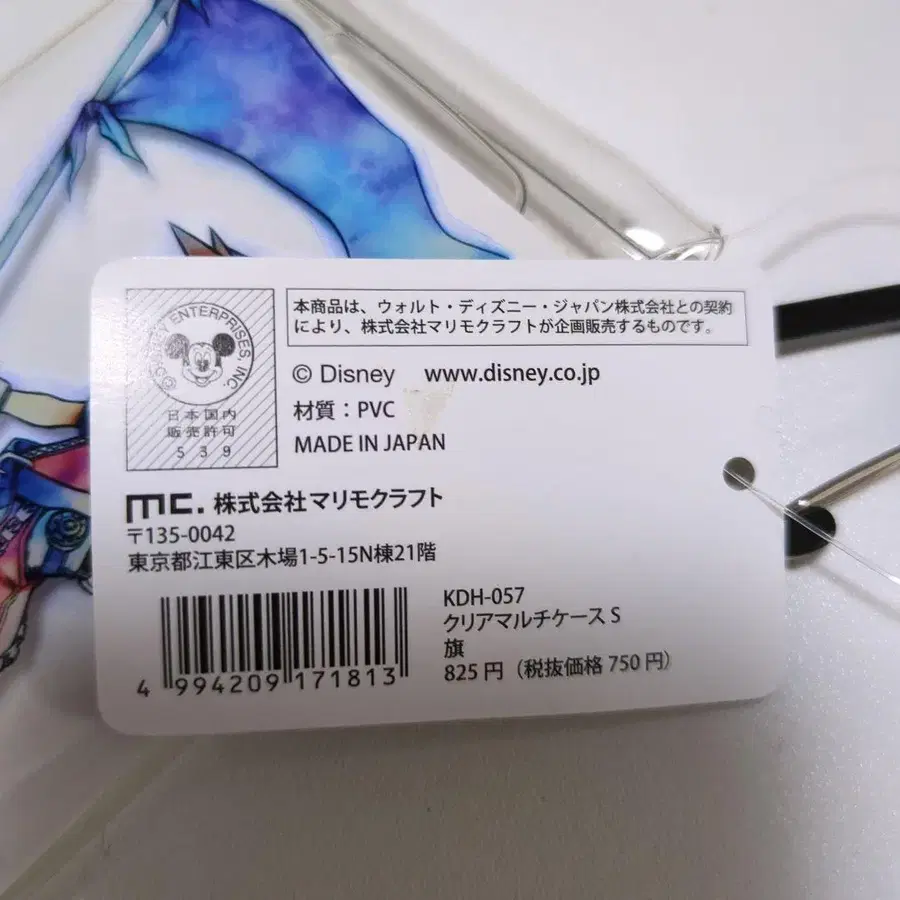 © DISNEY ENTERPRISES, INC.
日本国内
販売許可
539
本商品は、ウォルト・ディズニー・ジャパン株式会社との契約
により、株式会社マリモクラフトが企画販売するものです。
© Disney www.disney.co.jp
材質：PVC
MADE IN JAPAN
mc. 株式会社マリモクラフト
〒135-0042
東京都江東区木場1-5-15N棟21階
4 994209 171813
KDH-057
クリアマルチケース S
旗
825円（税抜価格 750円）